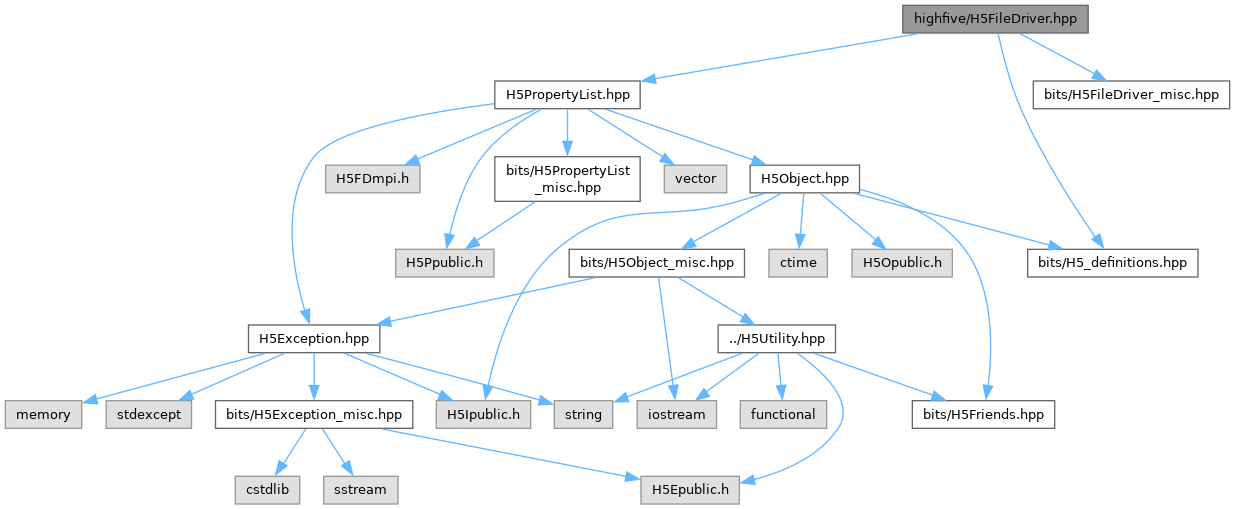 highfive/H5FileDriver.hpp
H5PropertyList.hpp
bits/H5FileDriver_misc.hpp
H5FDmpi.h
bits/H5PropertyList
_misc.hpp
vector
H5Object.hpp
H5Ppublic.h
bits/H5Object_misc.hpp
ctime
H5Opublic.h
bits/H5_definitions.hpp
H5Exception.hpp
../H5Utility.hpp
memory
stdexcept
bits/H5Exception_misc.hpp
H5Ipublic.h
string
iostream
functional
bits/H5Friends.hpp
cstdlib
sstream
H5Epublic.h